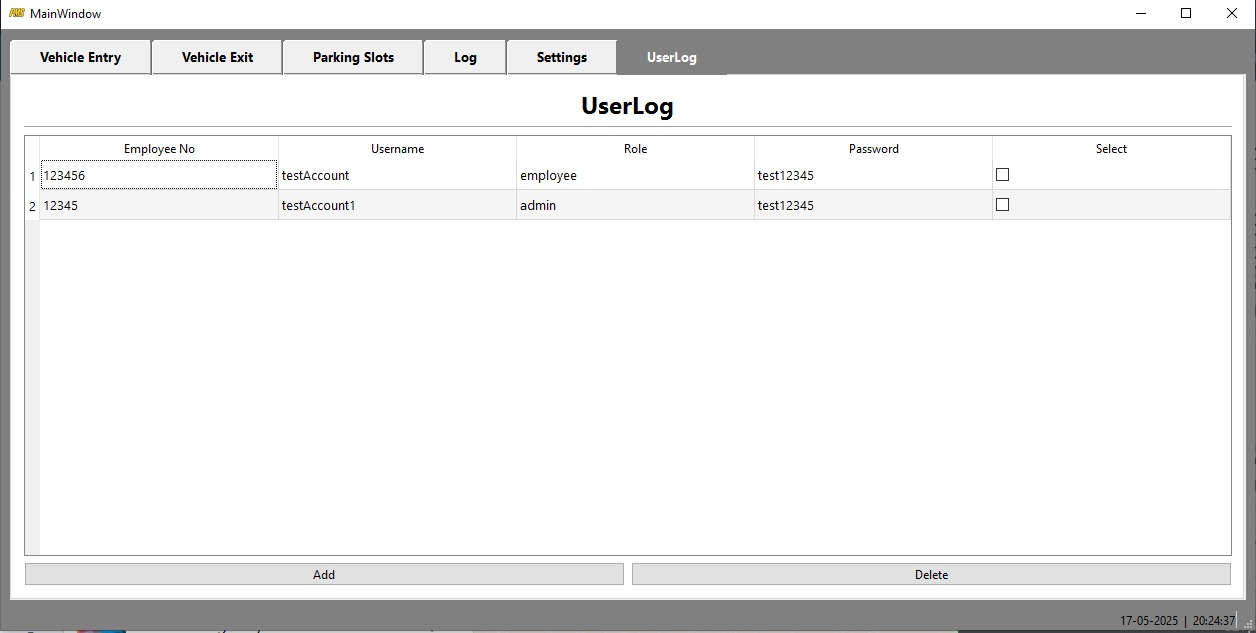 MainWindow
Vehicle Entry Vehicle Exit Parking Slots Log Settings UserLog
UserLog
Employee No Username Role Password Select
1 123456 testAccount employee test12345
2 12345 testAccount1 admin test12345
Add Delete
17-05-2025 | 20:24:37